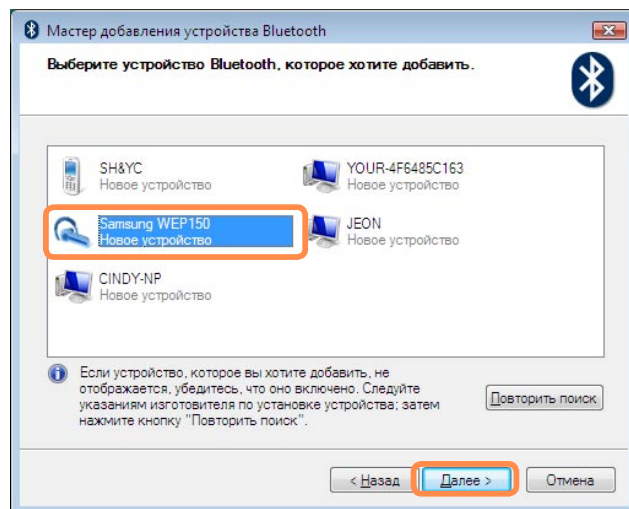 Мастер добавления устройства Bluetooth
Выберите устройство Bluetooth, которое хотите добавить.
SH&YC
Новое устройство
YOUR-4F6485C163
Новое устройство
Samsung WEP150
Новое устройство
JEON
Новое устройство
CINDY-NP
Новое устройство
Если устройство, которое вы хотите добавить, не
отображается, убедитесь, что оно включено. Следуйте
указаниям изготовителя по установке устройства; затем
нажмите кнопку "Повторить поиск".
Повторить поиск
< Назад
Далее >
Отмена